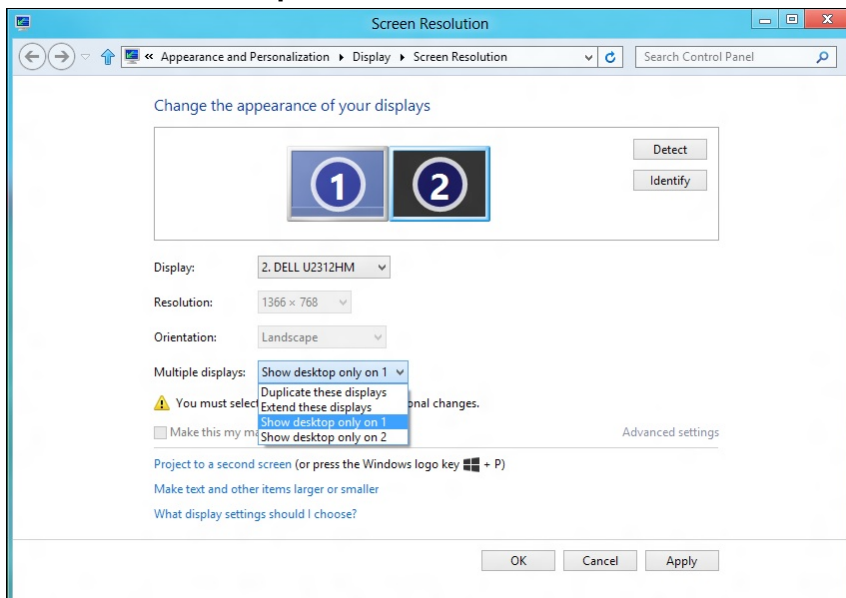 Screen Resolution
« Appearance and Personalization ▸ Display ▸ Screen Resolution
Search Control Panel
Change the appearance of your displays
1
2
Detect
Identify
Display:
2. DELL U2312HM
Resolution:
1366 × 768
Orientation:
Landscape
Multiple displays:
Show desktop only on 1
Duplicate these displays
Extend these displays
Show desktop only on 1
Show desktop only on 2
You must select
onal changes.
Make this my m
Advanced settings
Project to a second screen (or press the Windows logo key + P)
Make text and other items larger or smaller
What display settings should I choose?
OK
Cancel
Apply